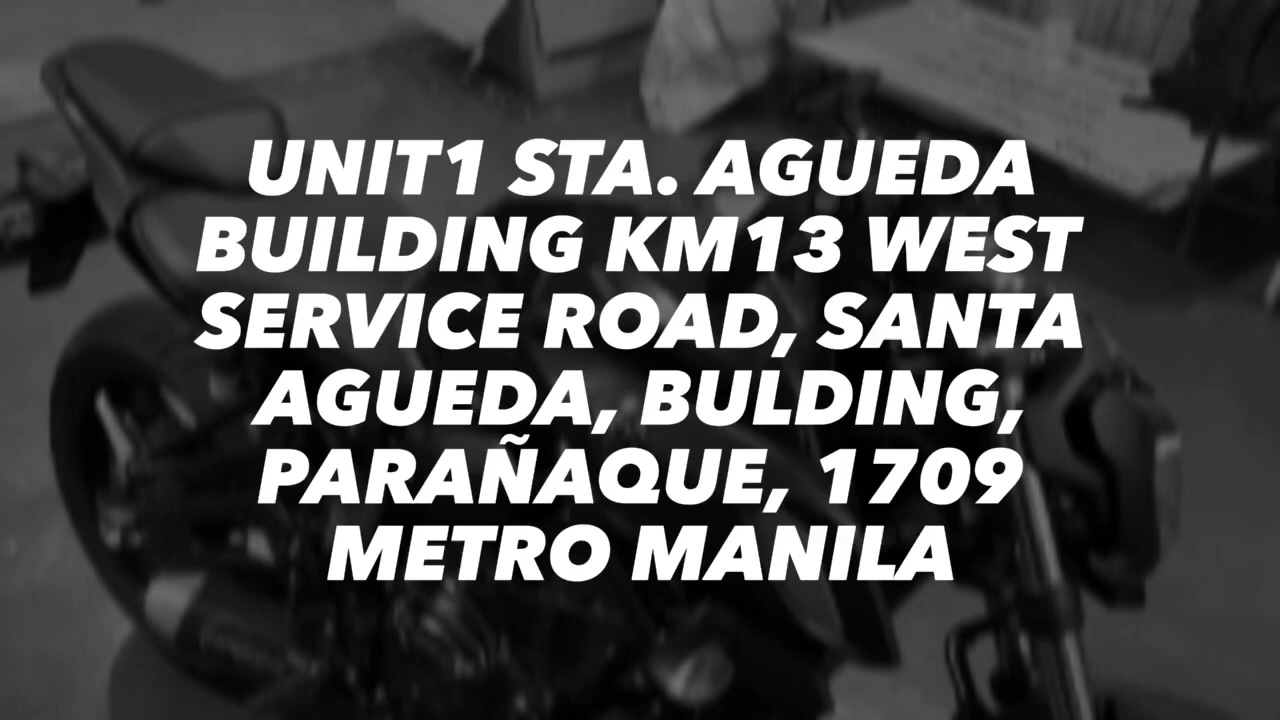 UNIT1 STA. AGUEDA
BUILDING KM13 WEST
SERVICE ROAD, SANTA
AGUEDA, BULDING,
PARAÑAQUE, 1709
METRO MANILA